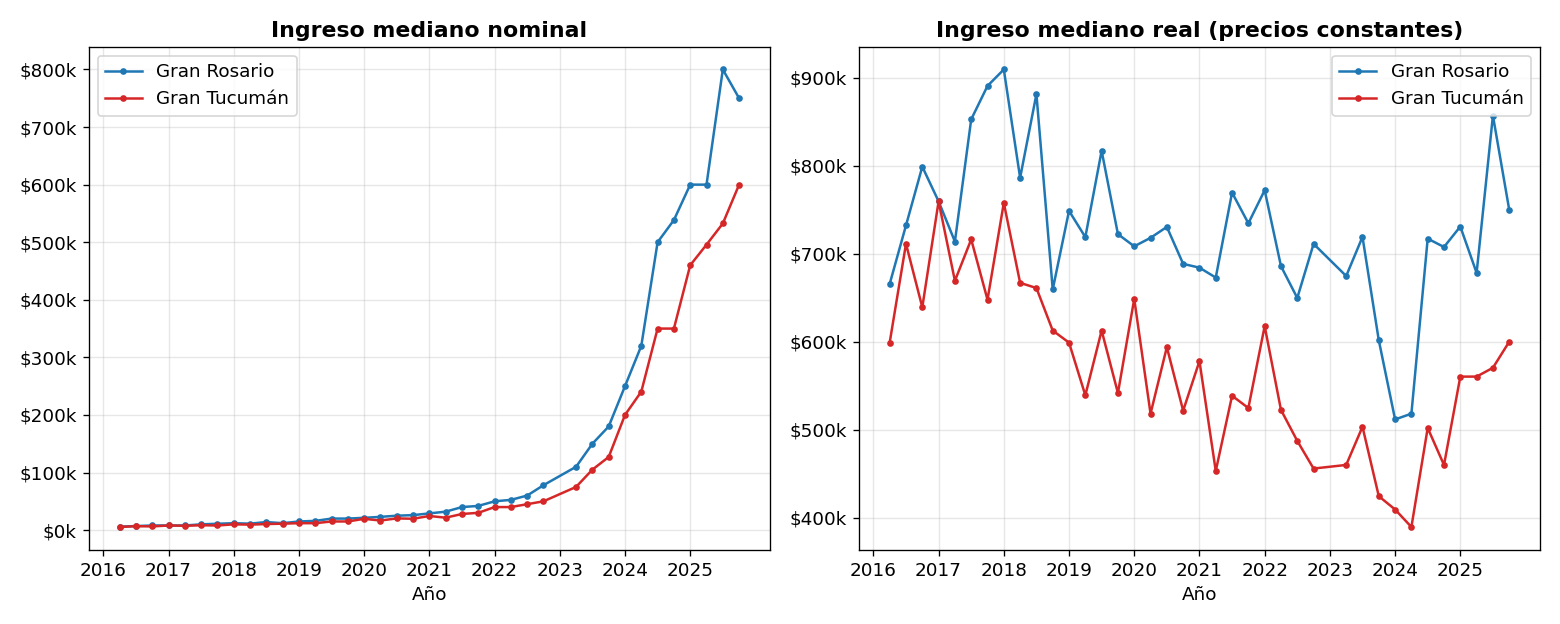 Ingreso mediano nominal
$800k
$700k
$600k
$500k
$400k
$300k
$200k
$100k
$0k
Gran Rosario
Gran Tucumán
2016 2017 2018 2019 2020 2021 2022 2023 2024 2025
Año
Ingreso mediano real (precios constantes)
$900k
$800k
$700k
$600k
$500k
$400k
Gran Rosario
Gran Tucumán
2016 2017 2018 2019 2020 2021 2022 2023 2024 2025
Año